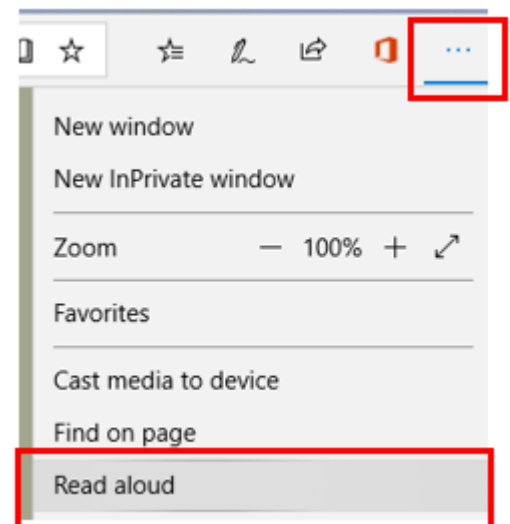 New window
New InPrivate window
Zoom — 100% +
Favorites
Cast media to device
Find on page
Read aloud